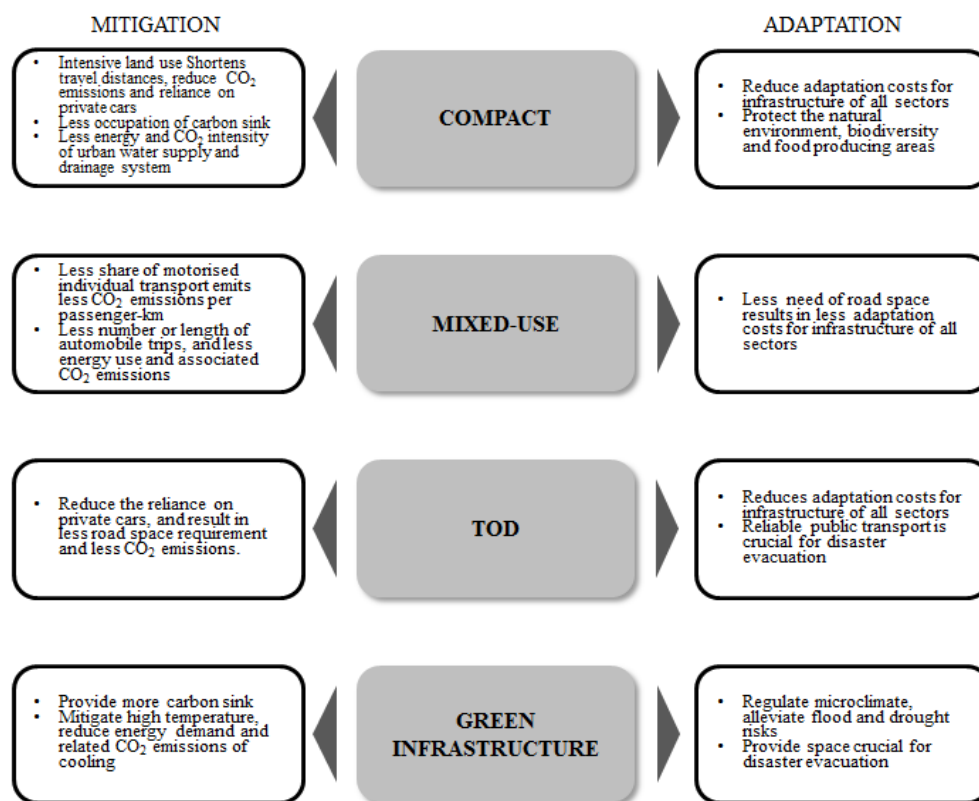 MITIGATION
ADAPTATION
• Intensive land use Shortens
travel distances, reduce CO₂
emissions and reliance on
private cars
• Less occupation of carbon sink
• Less energy and CO₂ intensity
of urban water supply and
drainage system
COMPACT
• Reduce adaptation costs for
infrastructure of all sectors
• Protect the natural
environment, biodiversity
and food producing areas
• Less share of motorised
individual transport emits
less CO₂ emissions per
passenger-km
• Less number or length of
automobile trips, and less
energy use and associated
CO₂ emissions
MIXED-USE
• Less need of road space
results in less adaptation
costs for infrastructure of all
sectors
• Reduce the reliance on
private cars, and result in
less road space requirement
and less CO₂ emissions.
TOD
• Reduces adaptation costs for
infrastructure of all sectors
• Reliable public transport is
crucial for disaster
evacuation
• Provide more carbon sink
• Mitigate high temperature,
reduce energy demand and
related CO₂ emissions of
cooling
GREEN
INFRASTRUCTURE
• Regulate microclimate,
alleviate flood and drought
risks
• Provide space crucial for
disaster evacuation